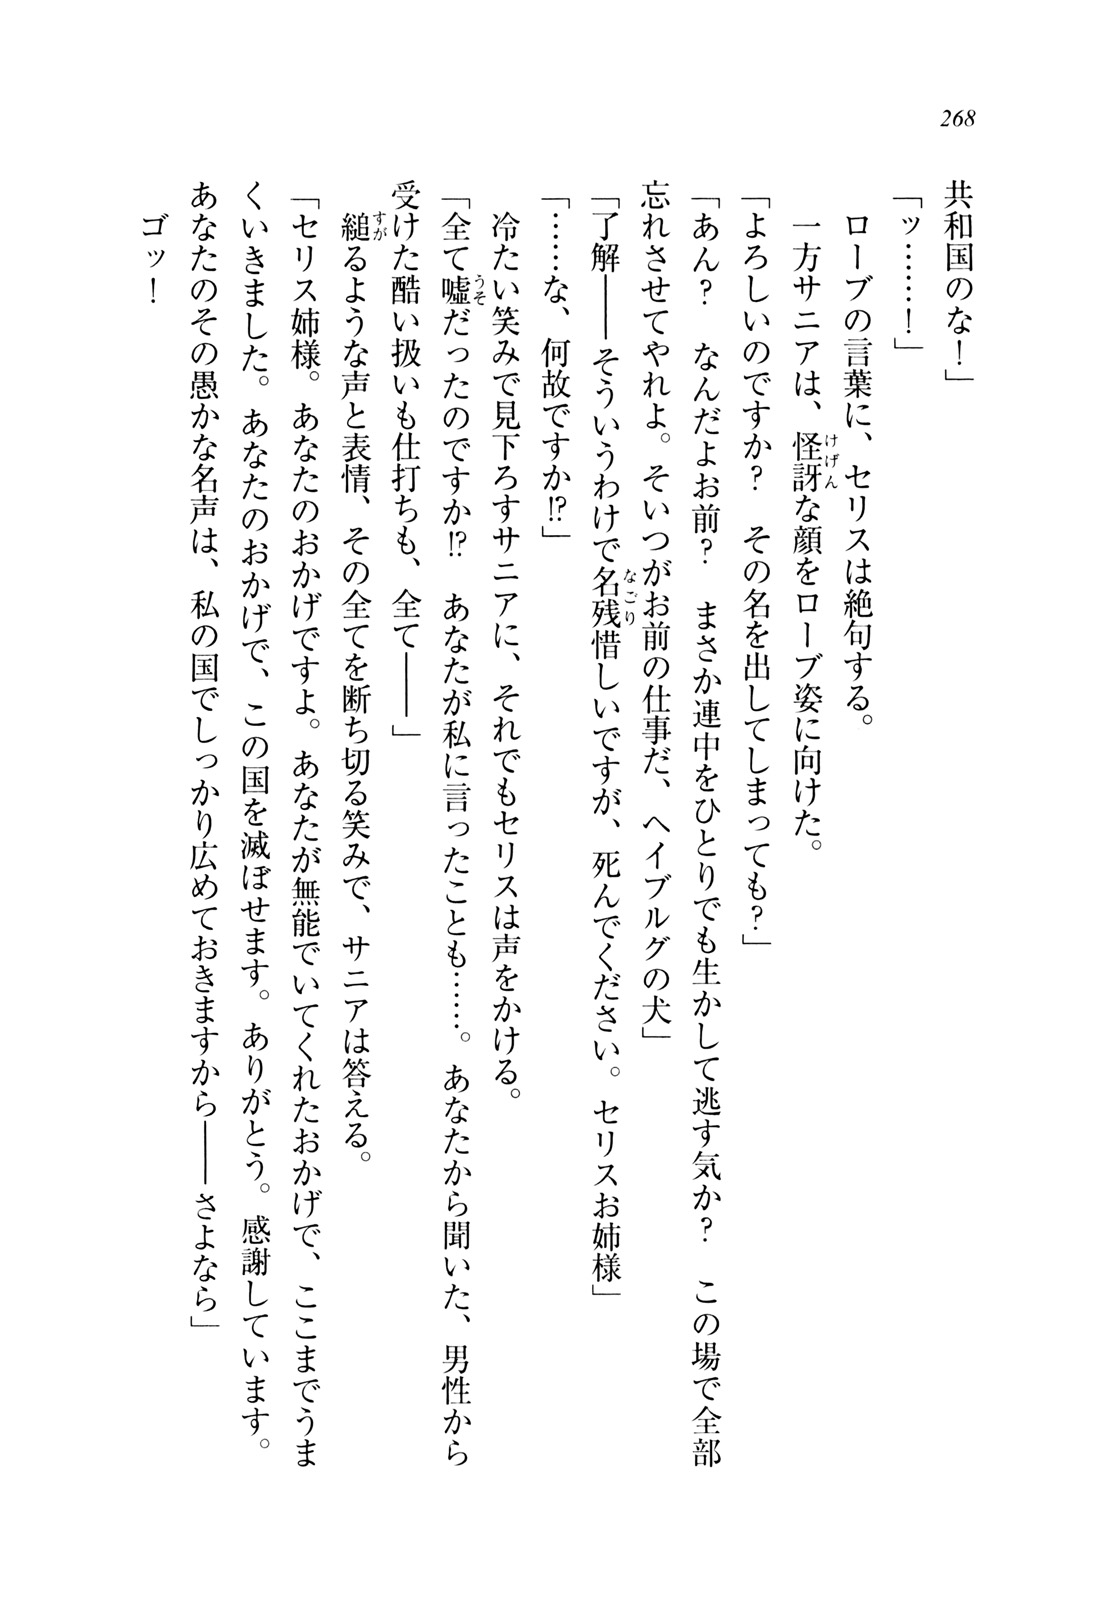 268
共和国のな！」
「ッ………！」
　ローブの言葉に、セリスは絶句する。
　一方サニアは、怪訝な顔をローブ姿に向けた。
「よろしいのですか？　その名を出してしまっても？」
「あん？　なんだよお前？　まさか連中をひとりでも生かして逃す気か？　この場で全部
忘れさせてやれよ。そいつがお前の仕事だ、ヘイブルグの犬」
「了解――そういうわけで名残惜しいですが、死んでください。セリスお姉様」
「……な、何故ですか⁉」
　冷たい笑みで見下ろすサニアに、それでもセリスは声をかける。
「全て嘘だったのですか⁉　あなたが私に言ったことも……。あなたから聞いた、男性から
受けた酷い扱いも仕打ちも、全て――」
　縋るような声と表情、その全てを断ち切る笑みで、サニアは答える。
「セリス姉様。あなたのおかげですよ。あなたが無能でいてくれたおかげで、ここまでうま
くいきました。あなたのおかげで、この国を滅ぼせます。ありがとう。感謝しています。
あなたのその愚かな名声は、私の国でしっかり広めておきますから――さよなら」
　ゴッ！